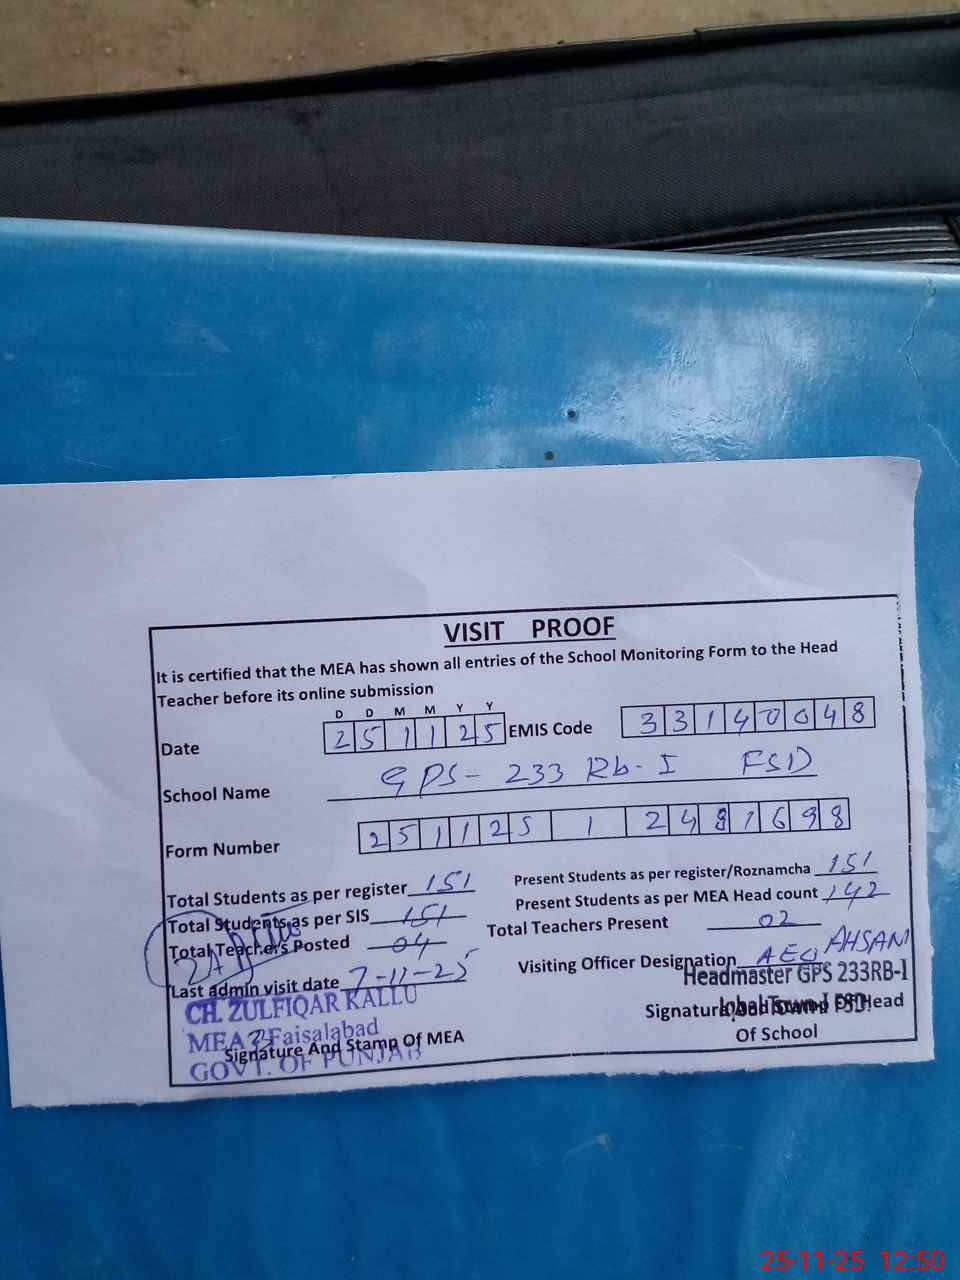 VISIT PROOF
It is certified that the MEA has shown all entries of the School Monitoring Form to the Head
Teacher before its online submission
D D M M Y Y
Date 2 5 1 1 2 5 EMIS Code 3 3 1 4 0 0 4 8
School Name GPS - 233 Rb-I FSD
Form Number 2 5 1 1 2 5 1 2 4 8 1 6 9 8
Total Students as per register 151 Present Students as per register/Roznamcha 151
Total Students as per SIS 151 Present Students as per MEA Head count 142
Total Teachers Posted 04 Total Teachers Present 02
Last admin visit date 7-11-25 Visiting Officer Designation AEO AHSAN
CH. ZULFIQAR KALLU
MEA Faisalabad
GOVT. OF PUNJAB
Signature And Stamp Of MEA
Headmaster GPS 233RB-I
Iqbal Town-I FSD.
Signature And Stamp Of Head
Of School
25-11-25 12:50